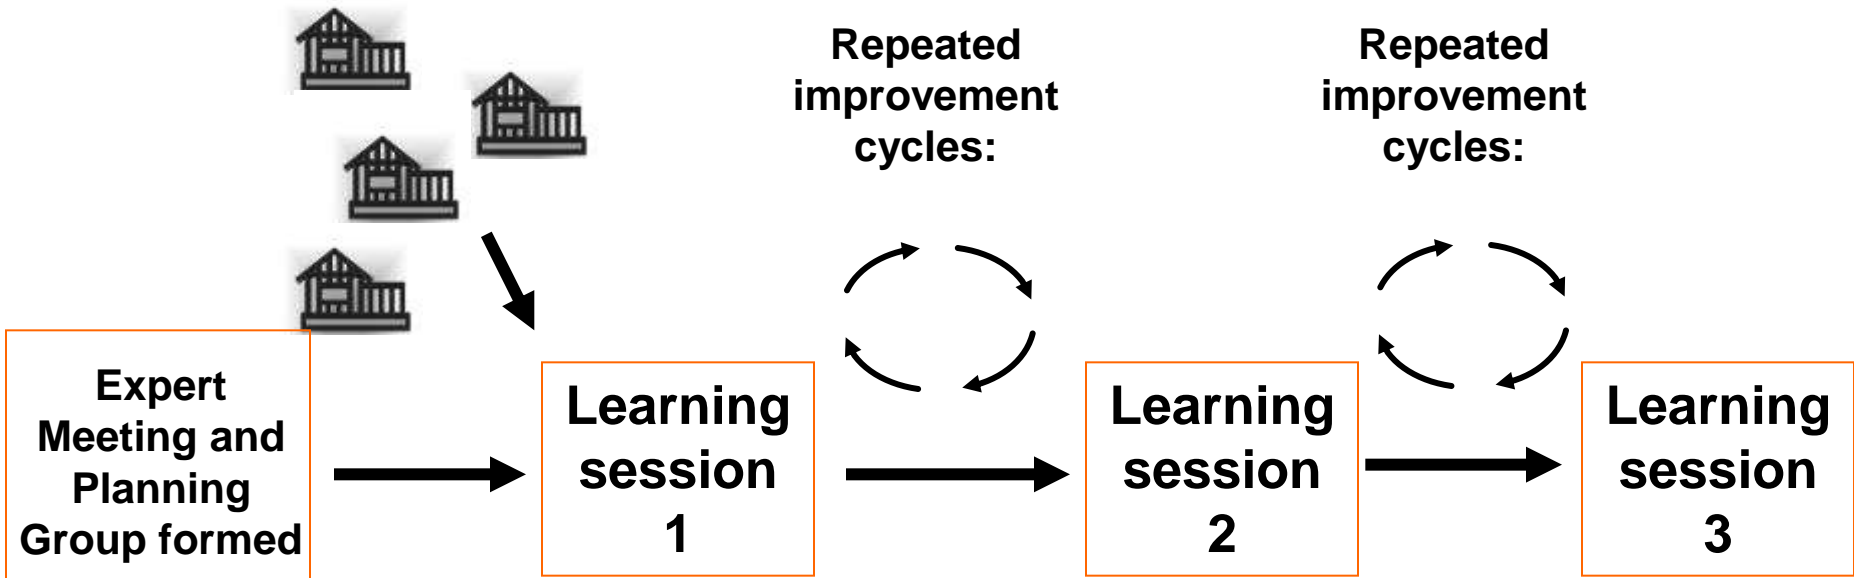 Repeated
improvement
cycles:
Repeated
improvement
cycles:
Expert
Meeting and
Planning
Group formed
Learning
session
1
Learning
session
2
Learning
session
3